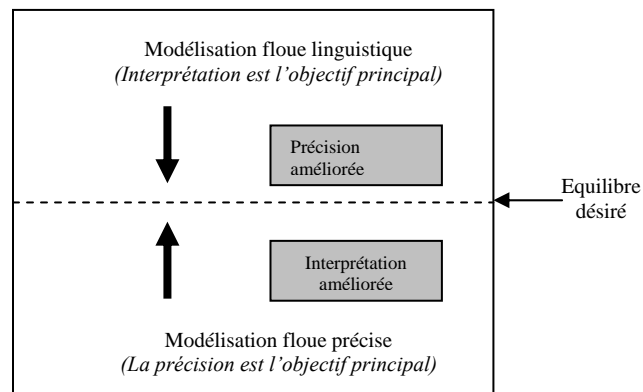 Modélisation floue linguistique
(Interprétation est l'objectif principal)
Précision
améliorée
Equilibre
désiré
Interprétation
améliorée
Modélisation floue précise
(La précision est l'objectif principal)